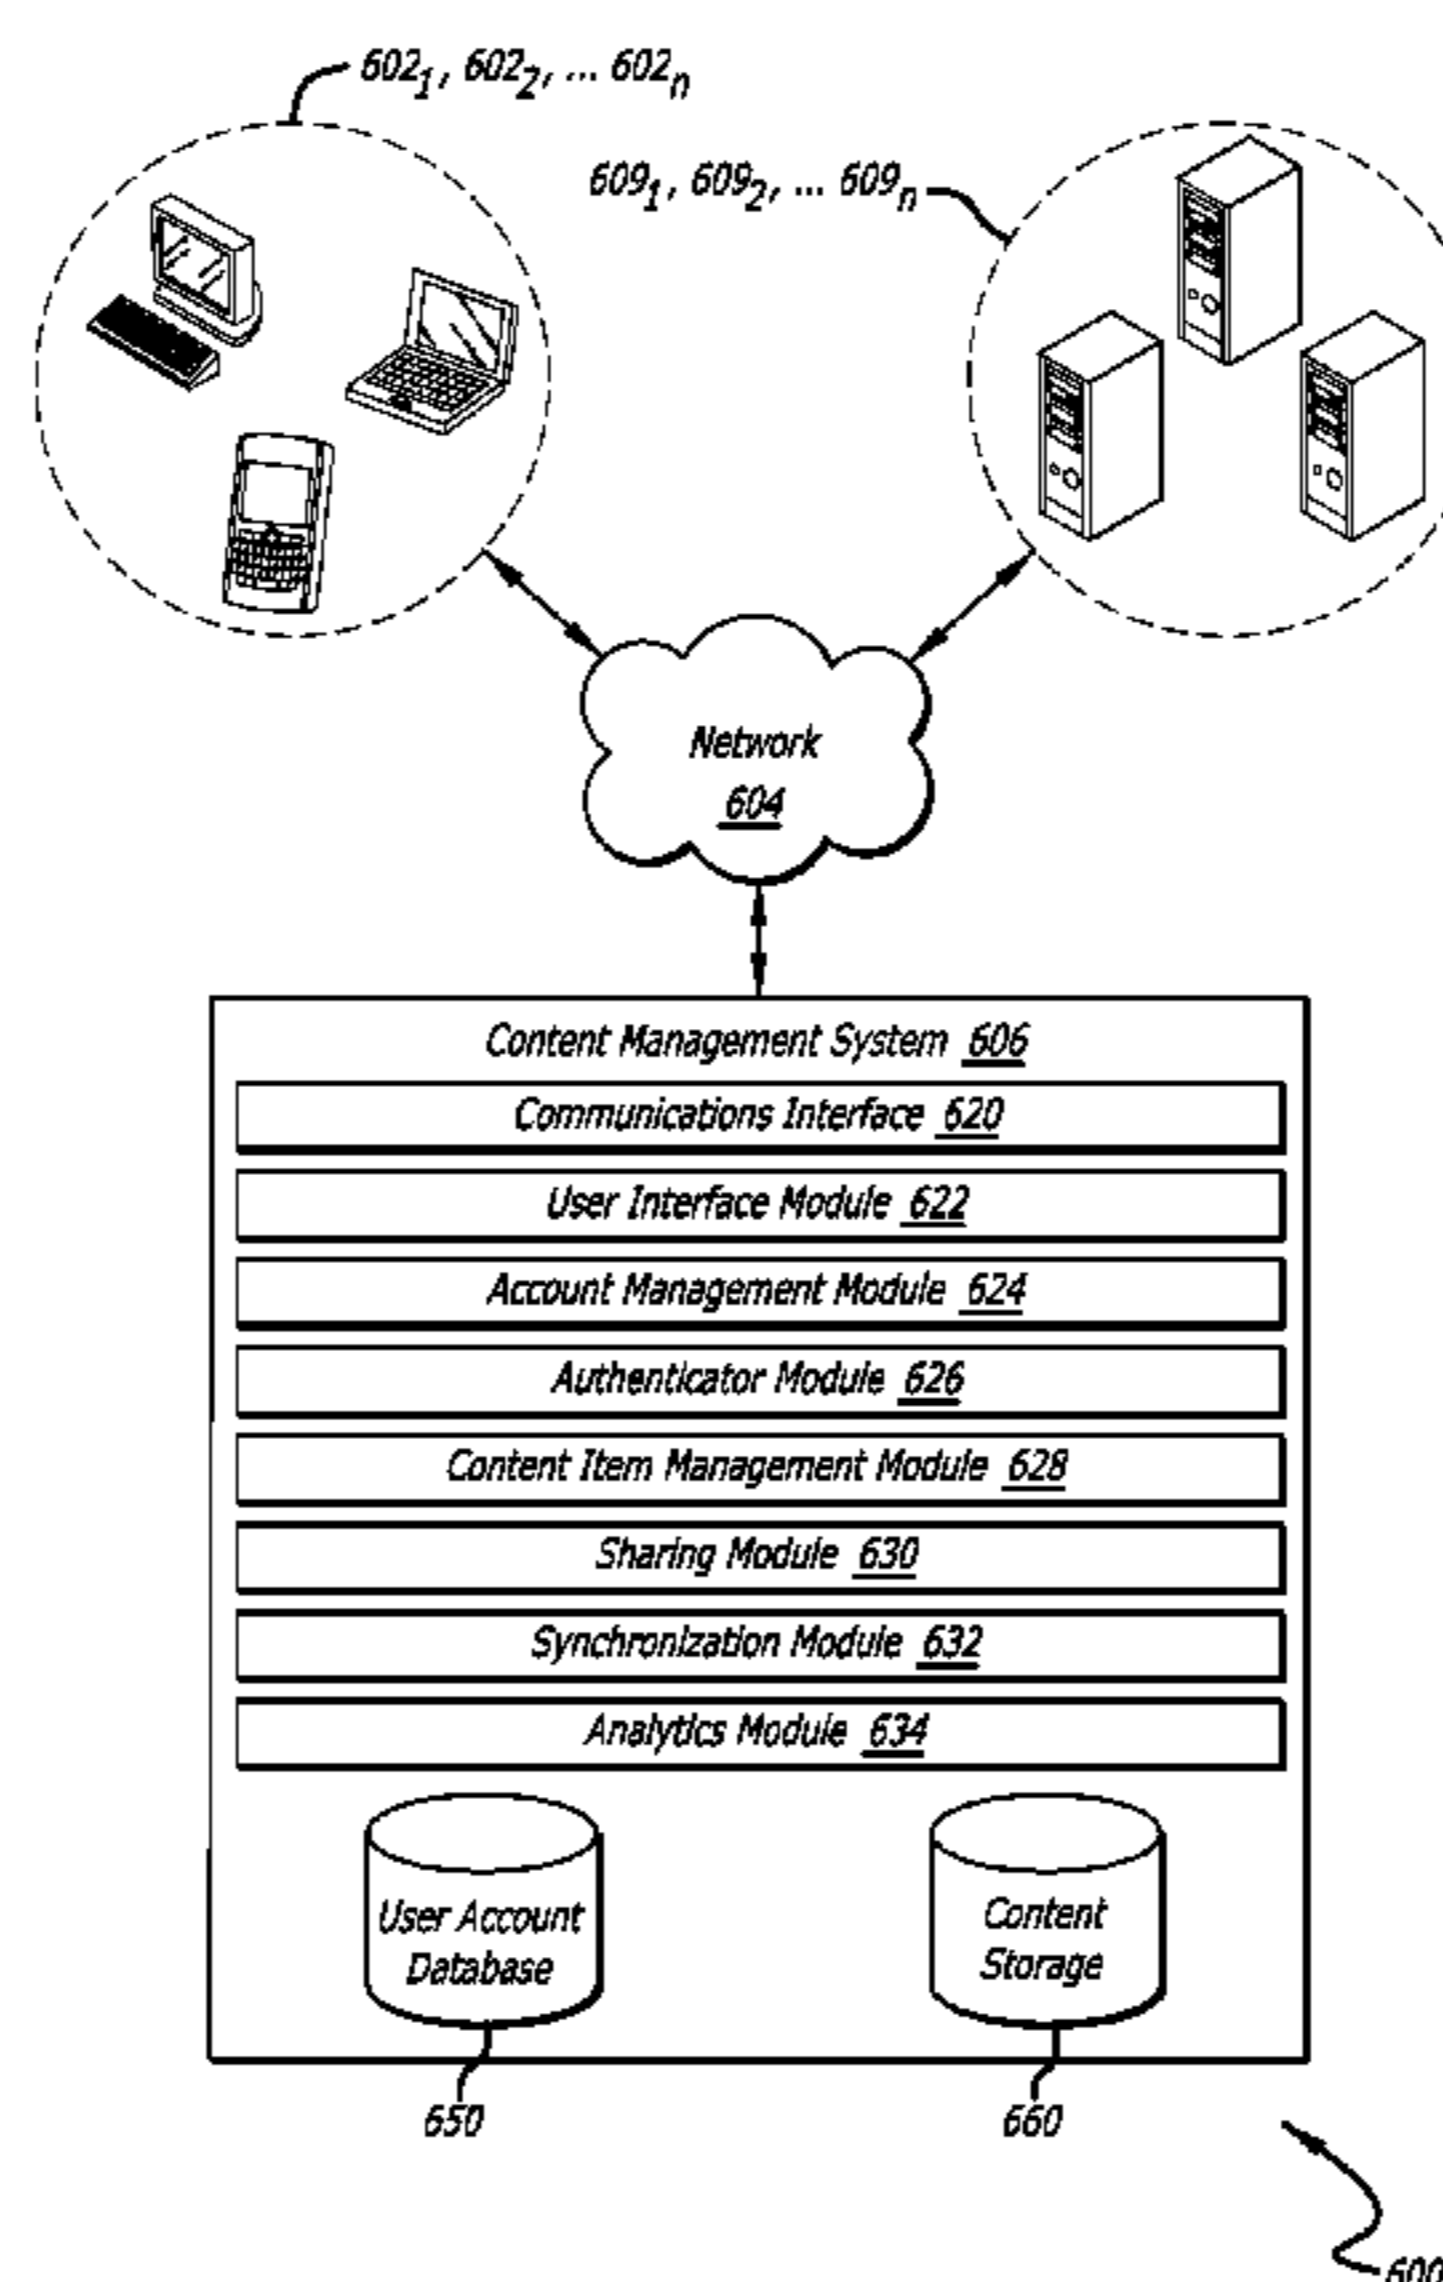 602₁, 602₂, ... 602ₙ
609₁, 609₂, ... 609ₙ
Network
604
Content Management System 606
Communications Interface 620
User Interface Module 622
Account Management Module 624
Authenticator Module 626
Content Item Management Module 628
Sharing Module 630
Synchronization Module 632
Analytics Module 634
User Account
Database
Content
Storage
650
660
600